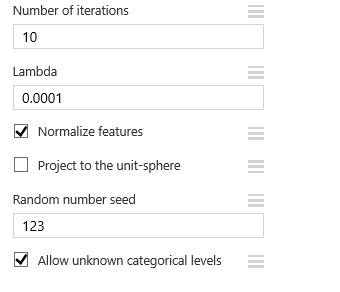 Number of iterations
10
Lambda
0.0001
Normalize features
Project to the unit-sphere
Random number seed
123
Allow unknown categorical levels